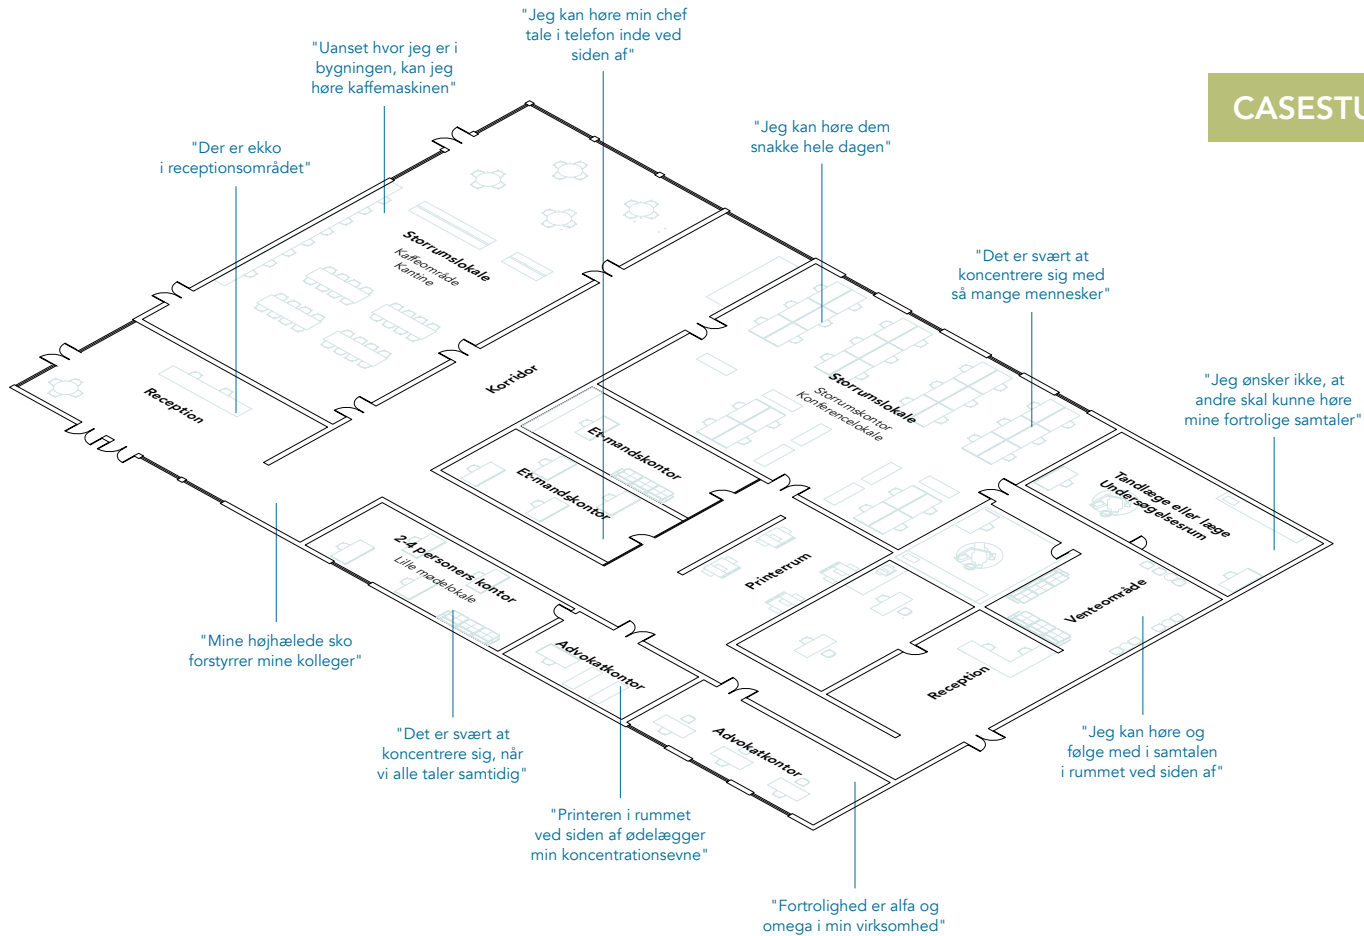 "Jeg kan høre min chef
tale i telefon inde ved
siden af"
"Uanset hvor jeg er i
bygningen, kan jeg
høre kaffemaskinen"
CASESTU
"Jeg kan høre dem
snakke hele dagen"
"Der er ekko
i receptionsområdet"
Storrumslokale
Kaffeområde
Kantine
"Det er svært at
koncentrere sig med
så mange mennesker"
Korridor
Reception
Storrumslokale
Storrumskontor
Konferencelokale
"Jeg ønsker ikke, at
andre skal kunne høre
mine fortrolige samtaler"
Et-mandskontor
Et-mandskontor
Tandlæge eller læge
Undersøgelsesrum
2-4 personers kontor
Lille mødelokale
Printerrum
Venteområde
"Mine højhælede sko
forstyrrer mine kolleger"
Advokatkontor
Reception
"Det er svært at
koncentrere sig, når
vi alle taler samtidig"
Advokatkontor
"Jeg kan høre og
følge med i samtalen
i rummet ved siden af"
"Printeren i rummet
ved siden af ødelægger
min koncentrationsevne"
"Fortrolighed er alfa og
omega i min virksomhed"